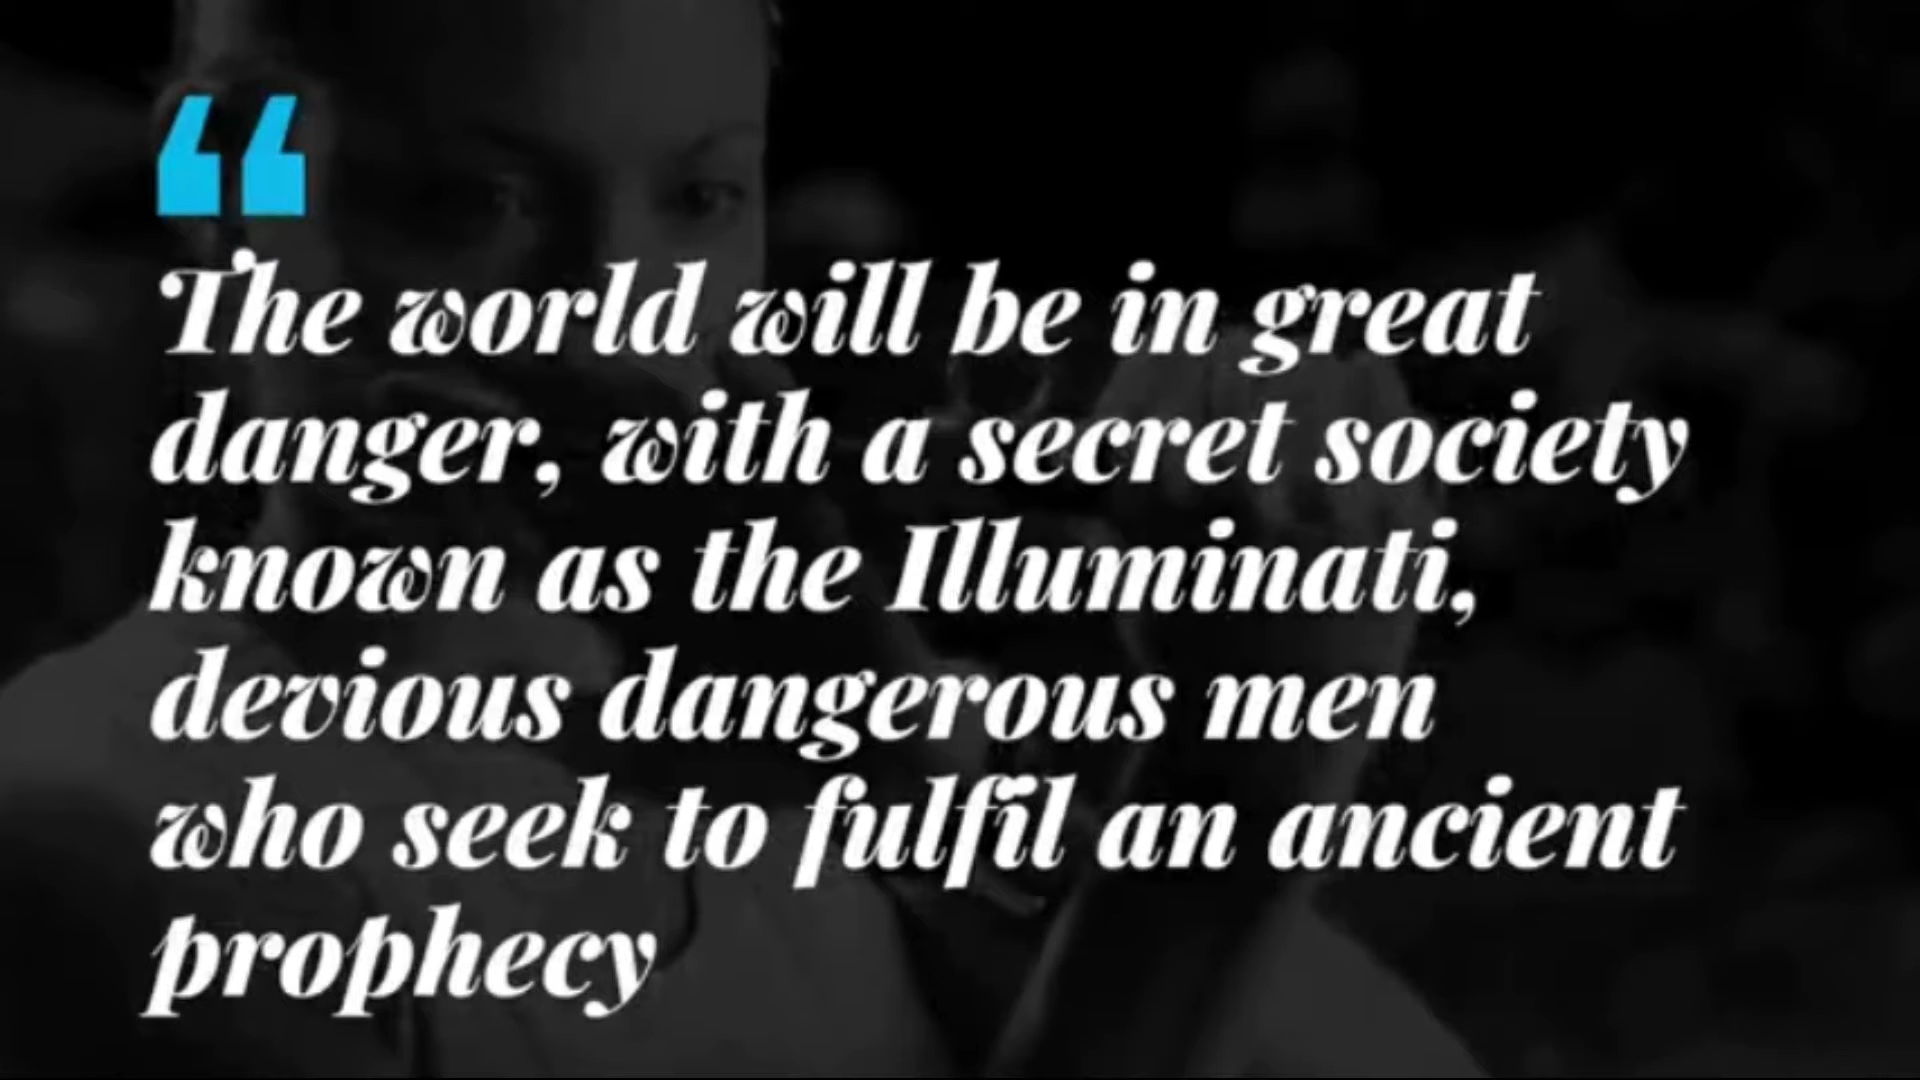 “
The world will be in great
danger, with a secret society
known as the Illuminati,
devious dangerous men
who seek to fulfil an ancient
prophecy